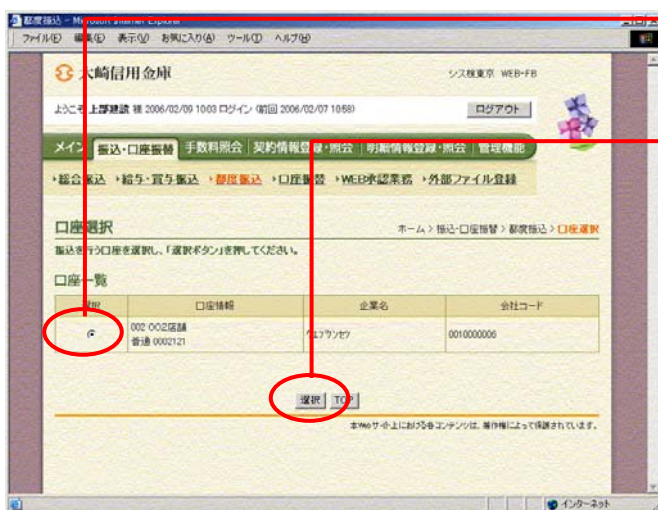 都度振込 - Microsoft Internet Explorer
ファイル(F) 編集(E) 表示(V) お気に入り(A) ツール(T) ヘルプ(H)
大崎信用金庫 シス検東京 WEB-FB
ようこそ 上野建設 様 2006/02/09 10:03 ログイン (前回 2006/02/07 10:58) ログアウト
メイン 振込・口座振替 手数料照会 契約情報登録・照会 明細情報登録・照会 管理機能
総合振込 給与・賞与振込 都度振込 口座振替 WEB承認業務 外部ファイル登録
口座選択 ホーム > 振込・口座振替 > 都度振込 > 口座選択
振込を行う口座を選択し、「選択ボタン」を押してください。
口座一覧
選択 口座情報 企業名 会社コード
002 002店舗
普通 0002121 0010000006
選択 TOP
本Webサイト上における各コンテンツは、著作権によって保護されています。
インターネット